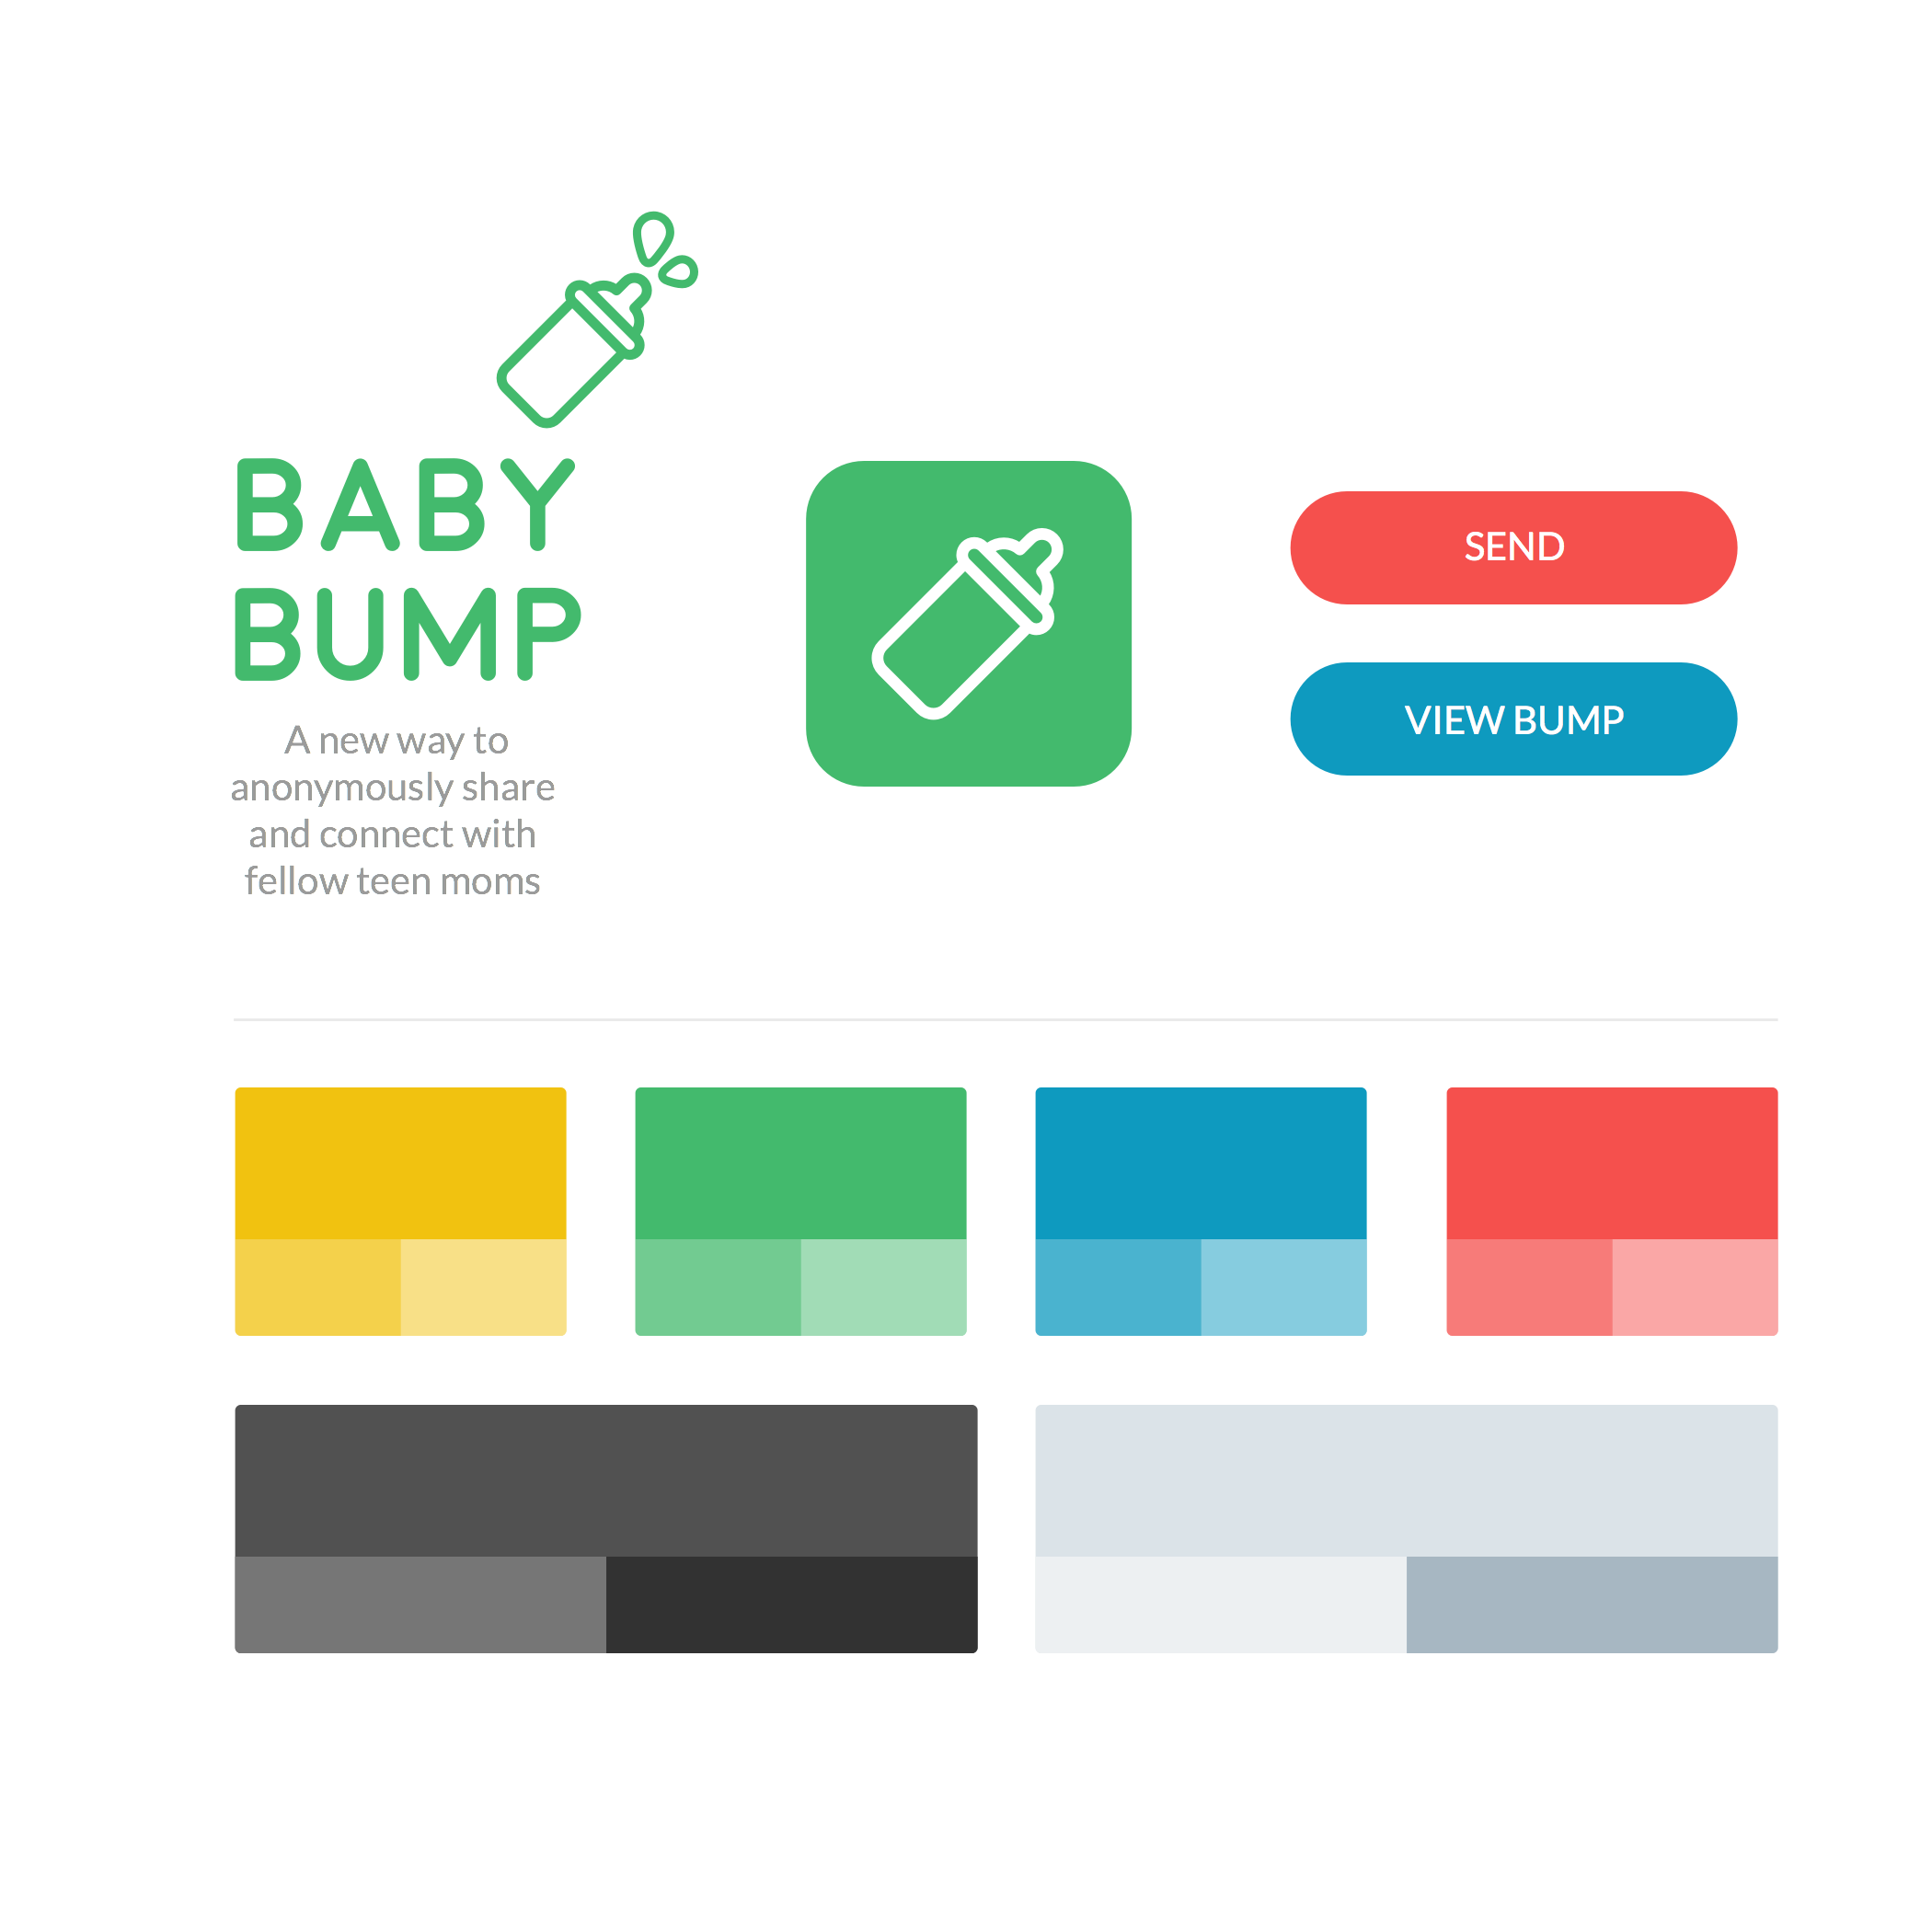 BABY
BUMP
A new way to
anonymously share
and connect with
fellow teen moms
SEND
VIEW BUMP